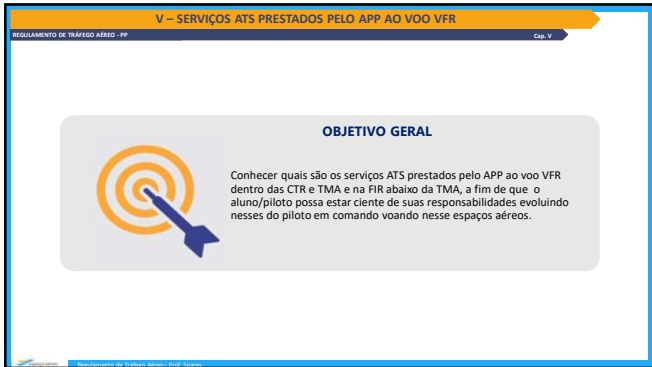 V – SERVIÇOS ATS PRESTADOS PELO APP AO VOO VFR
REGULAMENTO DE TRÁFEGO AÉREO - PP
Cap. V
OBJETIVO GERAL
Conhecer quais são os serviços ATS prestados pelo APP ao voo VFR
dentro das CTR e TMA e na FIR abaixo da TMA, a fim de que o
aluno/piloto possa estar ciente de suas responsabilidades evoluindo
nesses do piloto em comando voando nesse espaços aéreos.
Regulamento de Tráfego Aéreo– Prof. Soares